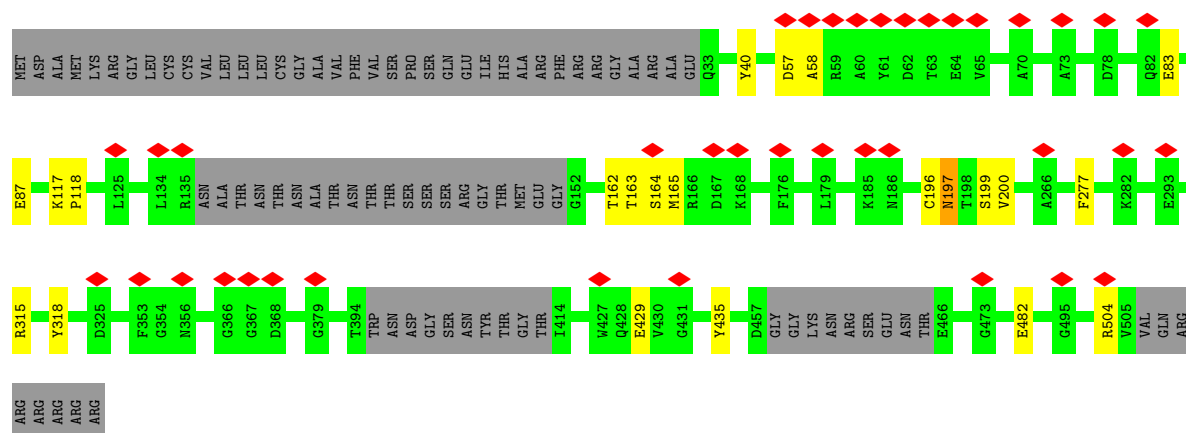 MET ASP ALA MET LYS ARG GLY LEU CYS CYS VAL LEU LEU LEU CYS GLY ALA VAL PHE VAL SER PRO SER GLN GLU ILE HIS ALA ARG PHE ARG ARG GLY ALA ARG ALA GLU Q33 Y40 D57 A58 R59 A60 Y61 D62 T63 E64 V65 A70 A73 D78 Q82 E83
E87 K117 P118 L125 L134 R135 ASN ALA THR ASN THR ASN ALA THR ASN THR THR SER SER SER ARG GLY THR MET GLU GLY G152 T162 T163 S164 M165 R166 D167 K168 F176 L179 K185 N186 C196 N197 T198 S199 V200 A266 F277 K282 E293
R315 Y318 D325 F353 G354 N356 G366 G367 D368 G379 T394 TRP ASN ASP GLY SER ASN TYR THR GLY THR I414 W427 Q428 E429 V430 G431 Y435 D457 GLY GLY LYS ASN ARG SER GLU ASN THR E466 G473 E482 G495 R504 V505 VAL GLN ARG
ARG ARG ARG ARG ARG